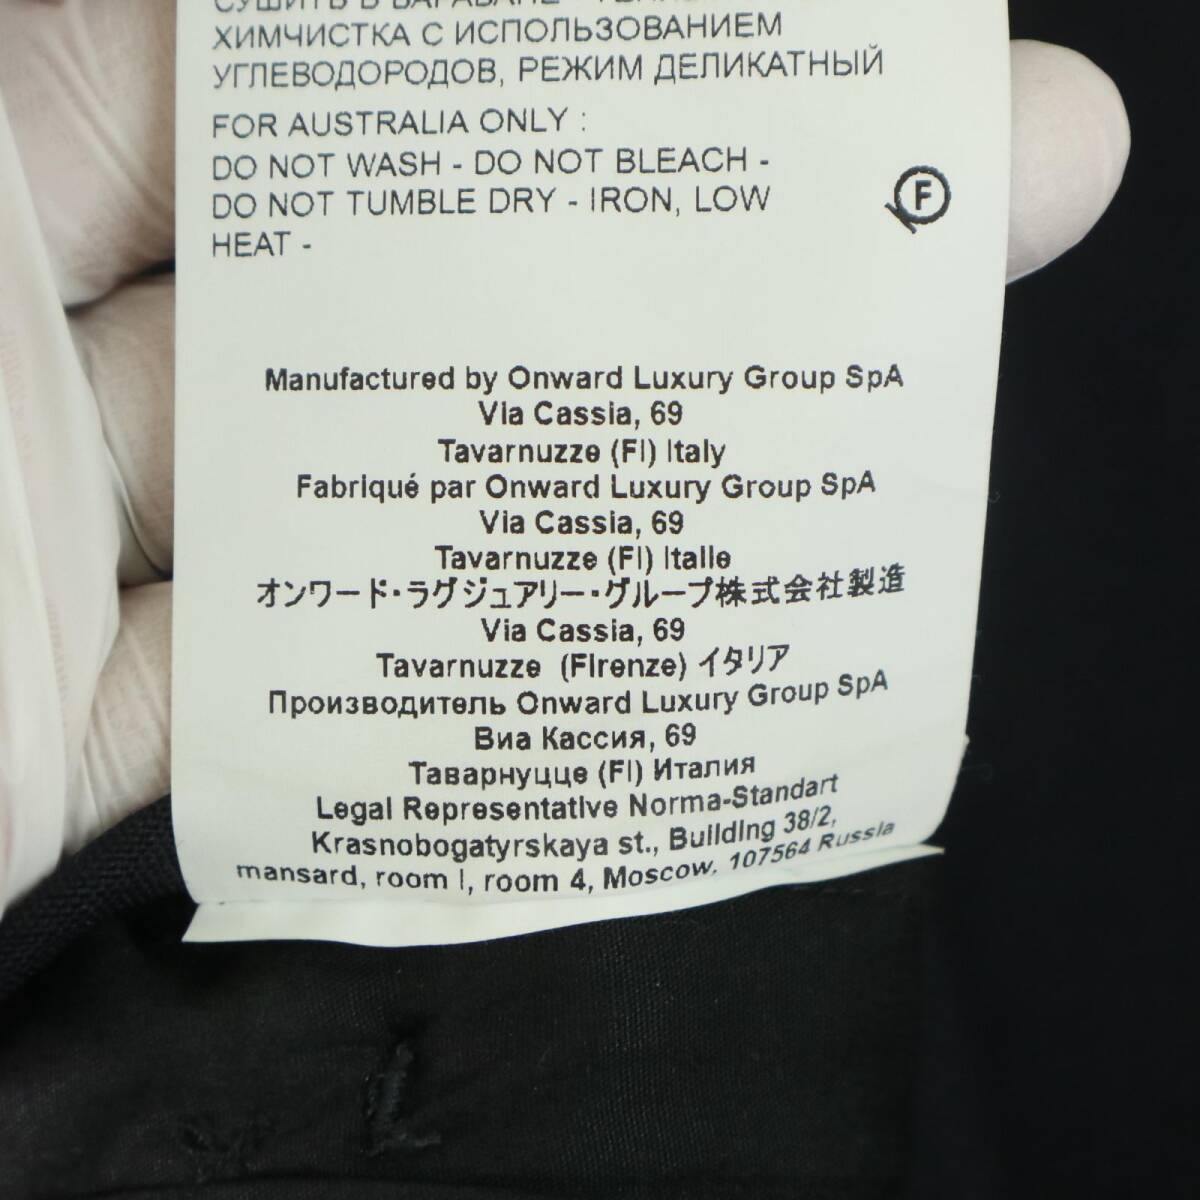 СУШИТЬ В БАРАБАНЕ -
ХИМЧИСТКА С ИСПОЛЬЗОВАНИЕМ
УГЛЕВОДОРОДОВ, РЕЖИМ ДЕЛИКАТНЫЙ
FOR AUSTRALIA ONLY :
DO NOT WASH - DO NOT BLEACH -
DO NOT TUMBLE DRY - IRON, LOW
HEAT -
F
Manufactured by Onward Luxury Group SpA
Via Cassia, 69
Tavarnuzze (FI) Italy
Fabriqué par Onward Luxury Group SpA
Via Cassia, 69
Tavarnuzze (FI) Italie
オンワード・ラグジュアリー・グループ株式会社製造
Via Cassia, 69
Tavarnuzze (Firenze) イタリア
Производитель Onward Luxury Group SpA
Виа Кассия, 69
Таварнуцце (FI) Италия
Legal Representative Norma-Standart
Krasnobogatyrskaya st., Building 38/2,
mansard, room I, room 4, Moscow, 107564 Russia